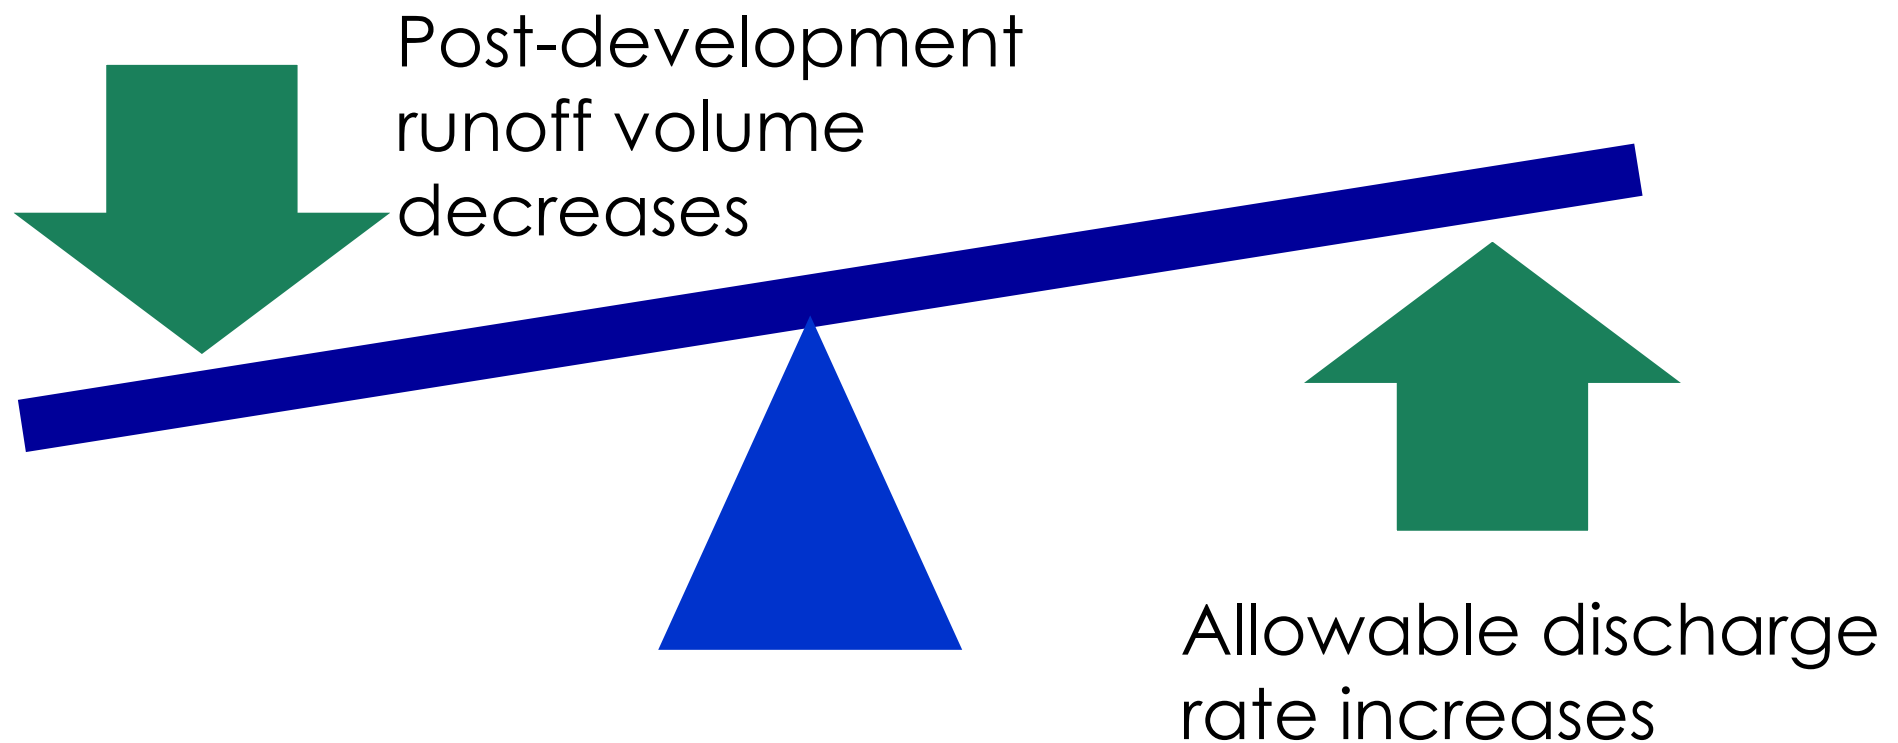 Post-development
runoff volume
decreases
Allowable discharge
rate increases